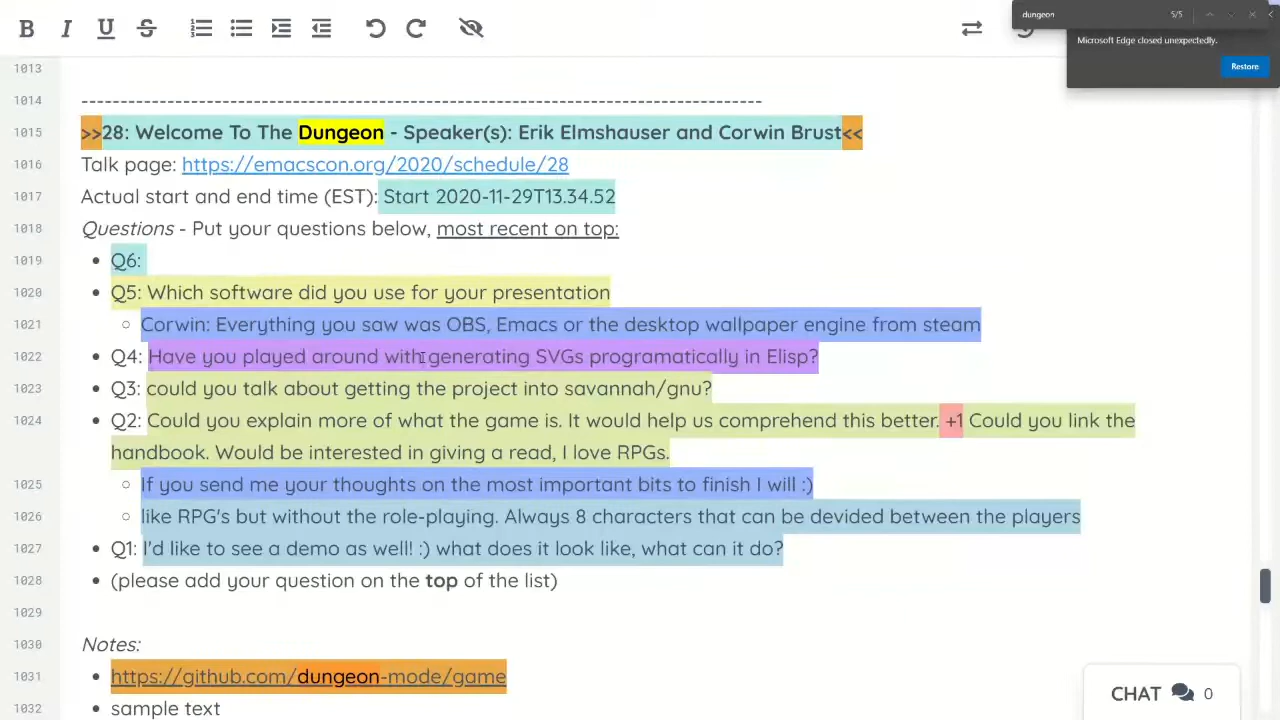 B I U S
dungeon 5/5
Microsoft Edge closed unexpectedly.
Restore
1013
1014 --------------------------------------------------------------------------------------
1015 >>28: Welcome To The Dungeon - Speaker(s): Erik Elmshauser and Corwin Brust<<
1016 Talk page: https://emacscon.org/2020/schedule/28
1017 Actual start and end time (EST): Start 2020-11-29T13.34.52
1018 Questions - Put your questions below, most recent on top:
1019 Q6:
1020 Q5: Which software did you use for your presentation
1021 Corwin: Everything you saw was OBS, Emacs or the desktop wallpaper engine from steam
1022 Q4: Have you played around with generating SVGs programatically in Elisp?
1023 Q3: could you talk about getting the project into savannah/gnu?
1024 Q2: Could you explain more of what the game is. It would help us comprehend this better. +1 Could you link the
handbook. Would be interested in giving a read, I love RPGs.
1025 If you send me your thoughts on the most important bits to finish I will :)
1026 like RPG's but without the role-playing. Always 8 characters that can be devided between the players
1027 Q1: I'd like to see a demo as well! :) what does it look like, what can it do?
1028 (please add your question on the top of the list)
1029
1030 Notes:
1031 https://github.com/dungeon-mode/game
1032 sample text
CHAT 0